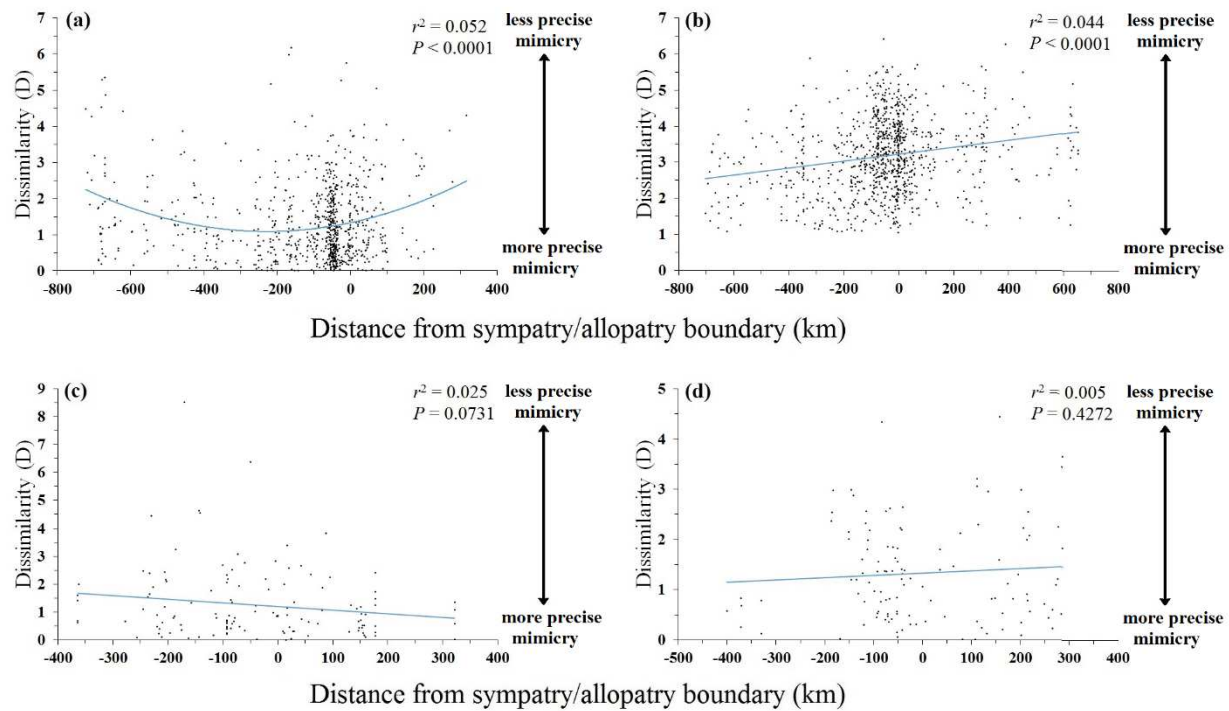 (a)
r² = 0.052
P < 0.0001
less precise
mimicry
more precise
mimicry
Dissimilarity (D)
7
6
5
4
3
2
1
0
-800 -600 -400 -200 0 200 400
(b)
r² = 0.044
P < 0.0001
less precise
mimicry
more precise
mimicry
Dissimilarity (D)
7
6
5
4
3
2
1
0
-800 -600 -400 -200 0 200 400 600 800
Distance from sympatry/allopatry boundary (km)
(c)
r² = 0.025
P = 0.0731
less precise
mimicry
more precise
mimicry
Dissimilarity (D)
9
8
7
6
5
4
3
2
1
0
-400 -300 -200 -100 0 100 200 300 400
(d)
r² = 0.005
P = 0.4272
less precise
mimicry
more precise
mimicry
Dissimilarity (D)
5
4
3
2
1
0
-500 -400 -300 -200 -100 0 100 200 300 400
Distance from sympatry/allopatry boundary (km)